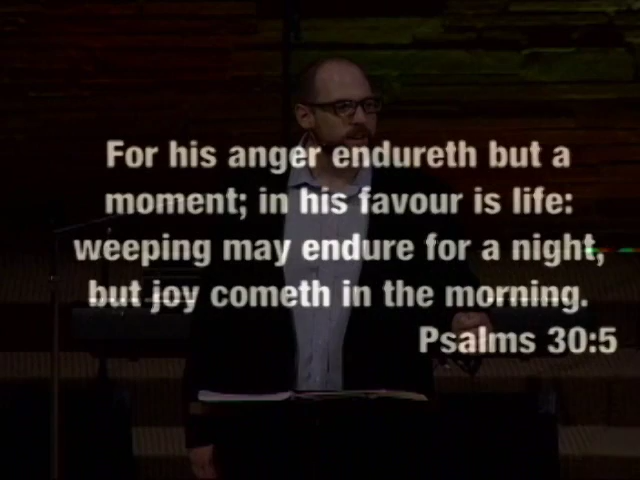 For his anger endureth but a
moment; in his favour is life:
weeping may endure for a night,
but joy cometh in the morning.
Psalms 30:5